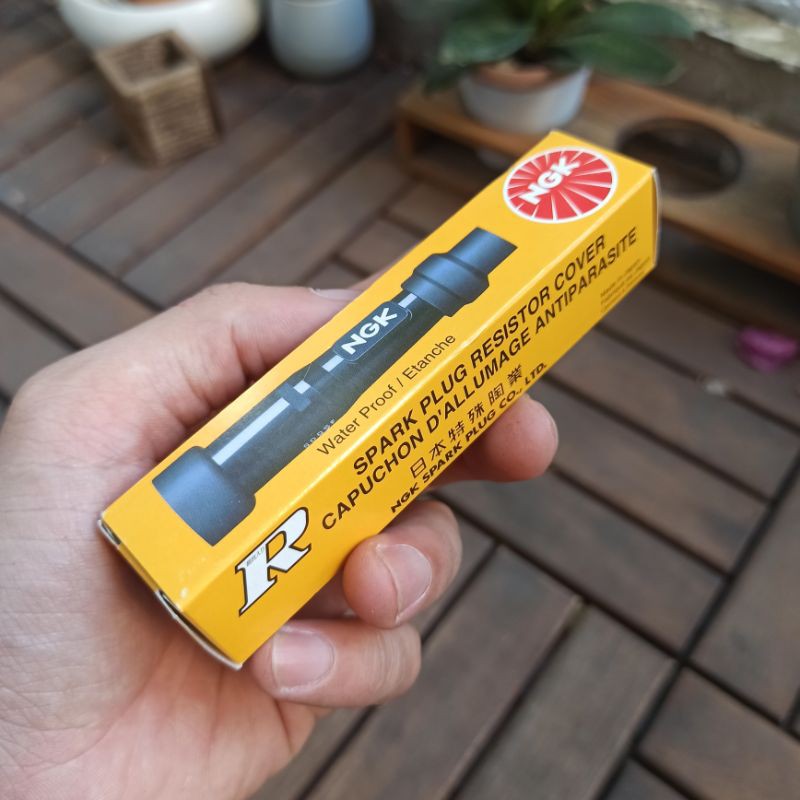 NGK
NGK
Water Proof / Etanche
SPARK PLUG RESISTOR COVER
CAPUCHON D'ALLUMAGE ANTIPARASITE
日本特殊陶業
NGK SPARK PLUG CO., LTD.
R